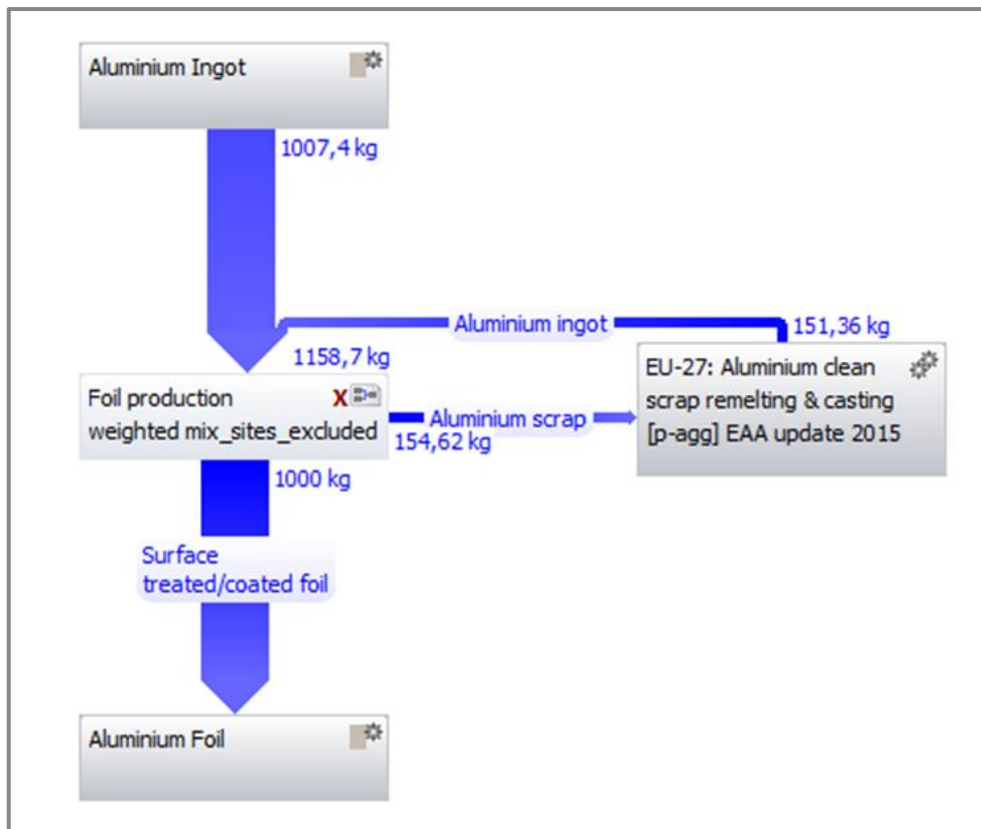 Aluminium Ingot
1007,4 kg
Aluminium ingot
151,36 kg
1158,7 kg
Foil production
weighted mix_sites_excluded
X
Aluminium scrap
154,62 kg
EU-27: Aluminium clean
scrap remelting & casting
[p-agg] EAA update 2015
1000 kg
Surface
treated/coated foil
Aluminium Foil